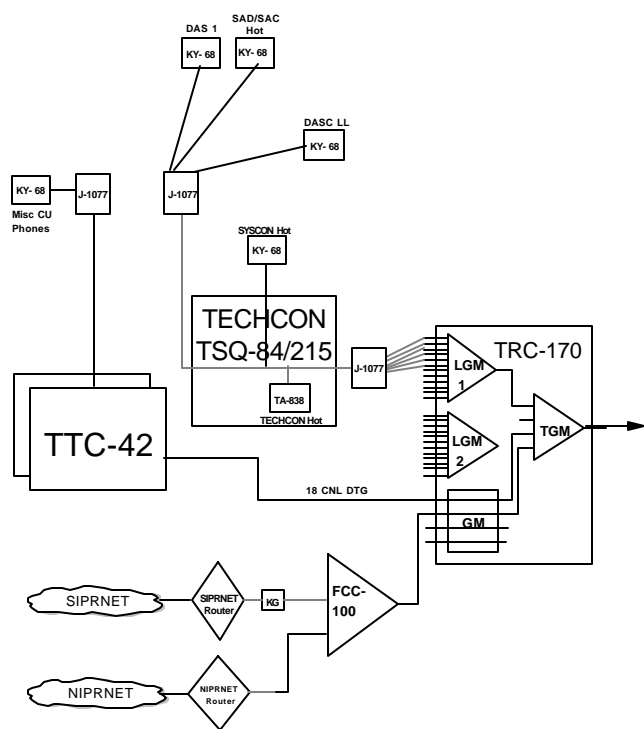 DAS 1
SAD/SAC
Hot
KY- 68
KY- 68
DASC LL
KY- 68
KY- 68
J-1077
J-1077
Misc CU
Phones
SYSCON Hot
KY- 68
TECHCON
TSQ-84/215
J-1077
TA-838
TECHCON Hot
TRC-170
LGM
1
LGM
2
TGM
GM
TTC-42
18 CNL DTG
SIPRNET
SIPRNET
Router
KG
FCC-
100
NIPRNET
NIPRNET
Router